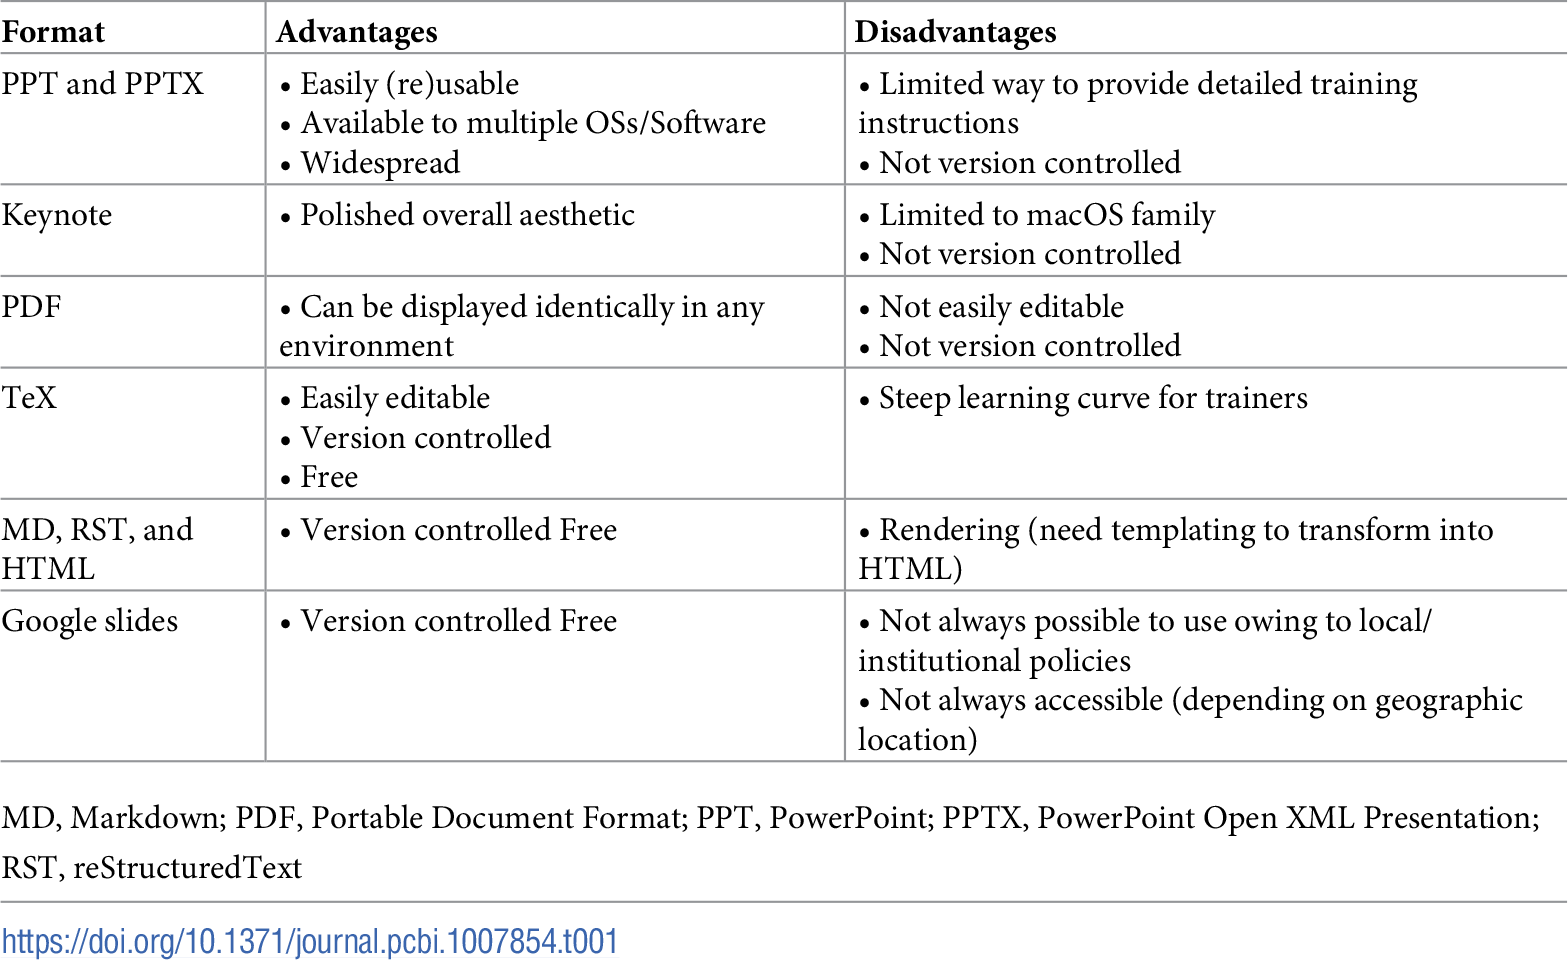 Format Advantages Disadvantages
PPT and PPTX • Easily (re)usable • Limited way to provide detailed training
• Available to multiple OSs/Software instructions
• Widespread • Not version controlled
Keynote • Polished overall aesthetic • Limited to macOS family
• Not version controlled
PDF • Can be displayed identically in any • Not easily editable
environment • Not version controlled
TeX • Easily editable • Steep learning curve for trainers
• Version controlled
• Free
MD, RST, and • Version controlled Free • Rendering (need templating to transform into
HTML HTML)
Google slides • Version controlled Free • Not always possible to use owing to local/
institutional policies
• Not always accessible (depending on geographic
location)
MD, Markdown; PDF, Portable Document Format; PPT, PowerPoint; PPTX, PowerPoint Open XML Presentation;
RST, reStructuredText
https://doi.org/10.1371/journal.pcbi.1007854.t001